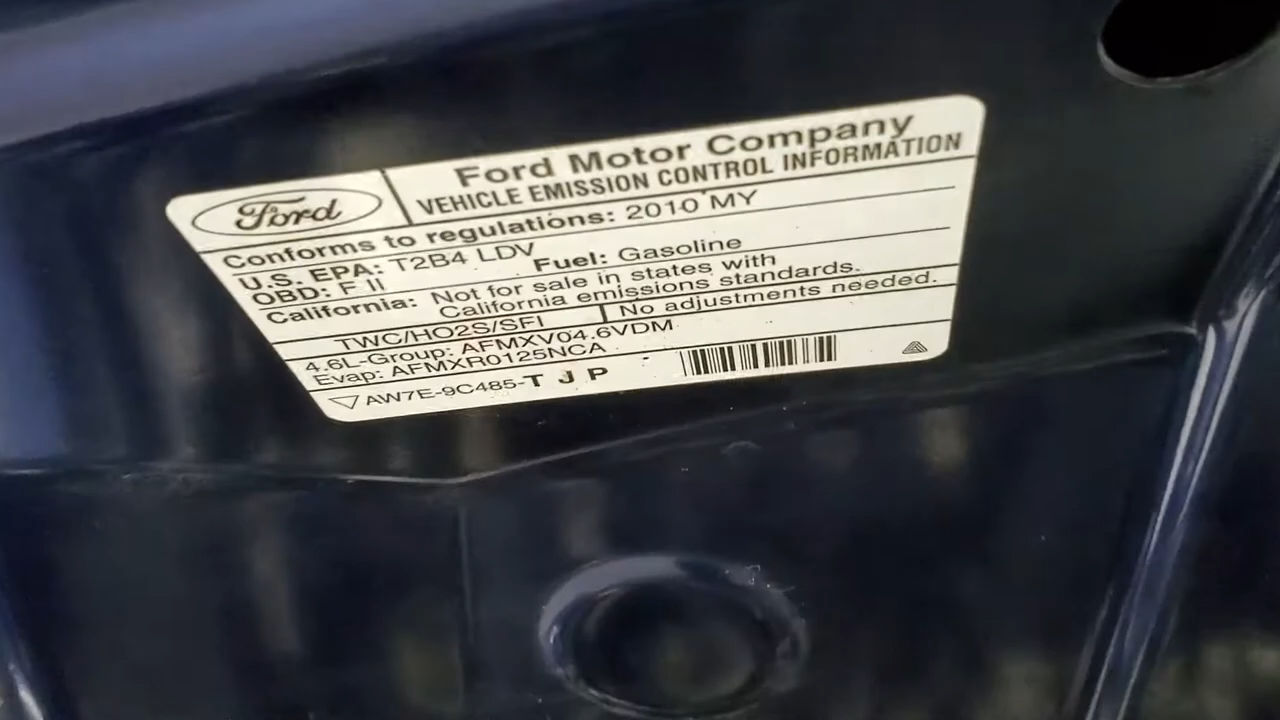 Ford
Ford Motor Company
VEHICLE EMISSION CONTROL INFORMATION
Conforms to regulations: 2010 MY
U.S. EPA: T2B4 LDV
OBD: F II Fuel: Gasoline
California: Not for sale in states with
California emissions standards.
TWC/HO2S/SFI No adjustments needed.
4.6L-Group: AFMXV04.6VDM
Evap: AFMXR0125NCA
AW7E-9C485-T J P